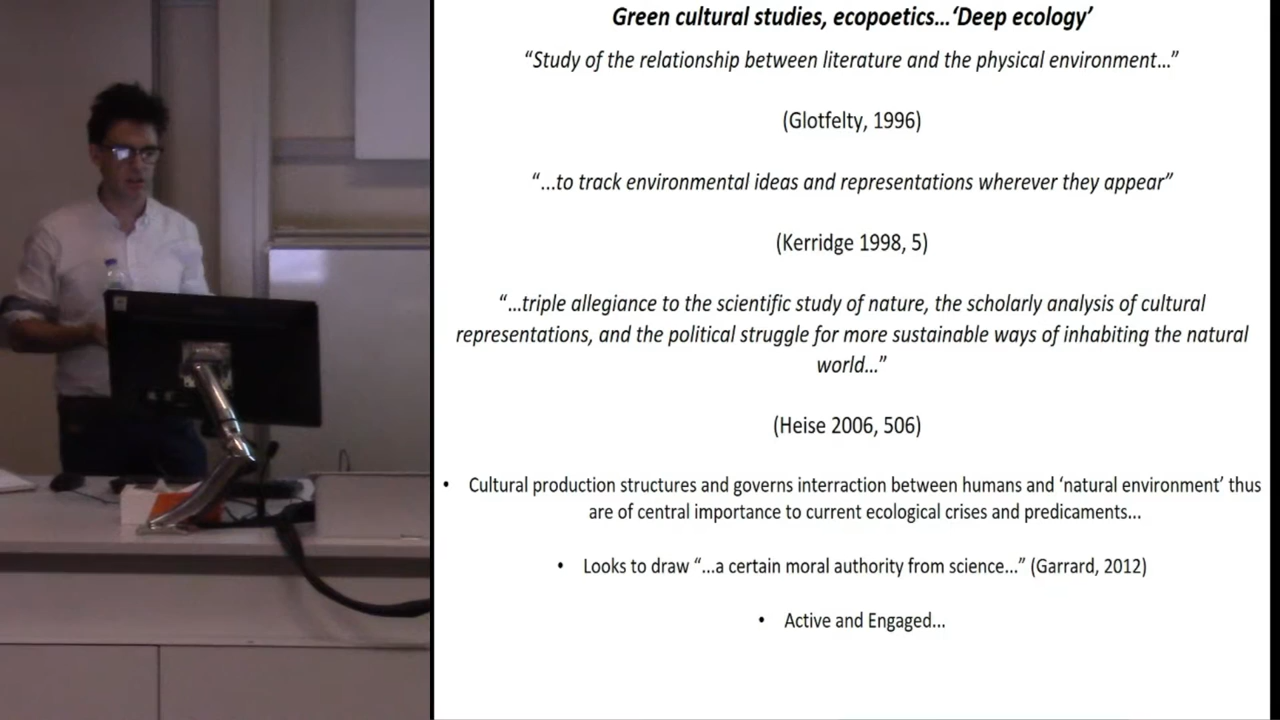 Green cultural studies, ecopoetics…‘Deep ecology’
“Study of the relationship between literature and the physical environment…”
(Glotfelty, 1996)
“…to track environmental ideas and representations wherever they appear”
(Kerridge 1998, 5)
“…triple allegiance to the scientific study of nature, the scholarly analysis of cultural
representations, and the political struggle for more sustainable ways of inhabiting the natural
world…”
(Heise 2006, 506)
• Cultural production structures and governs interraction between humans and ‘natural environment’ thus
are of central importance to current ecological crises and predicaments…
• Looks to draw “…a certain moral authority from science…” (Garrard, 2012)
• Active and Engaged…